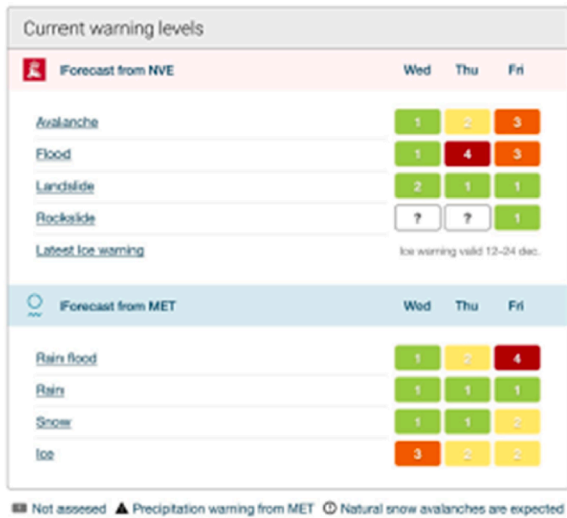 Current warning levels
Forecast from NVE Wed Thu Fri
Avalanche 1 2 3
Flood 1 4 3
Landslide 2 1 1
Rockslide ? ? 1
Latest Ice warning Ice warning valid 12–24 dec.
Forecast from MET Wed Thu Fri
Rain flood 1 2 4
Rain 1 1 1
Snow 1 1 2
Ice 3 2 2
Not assesed Precipitation warning from MET Natural snow avalanches are expected